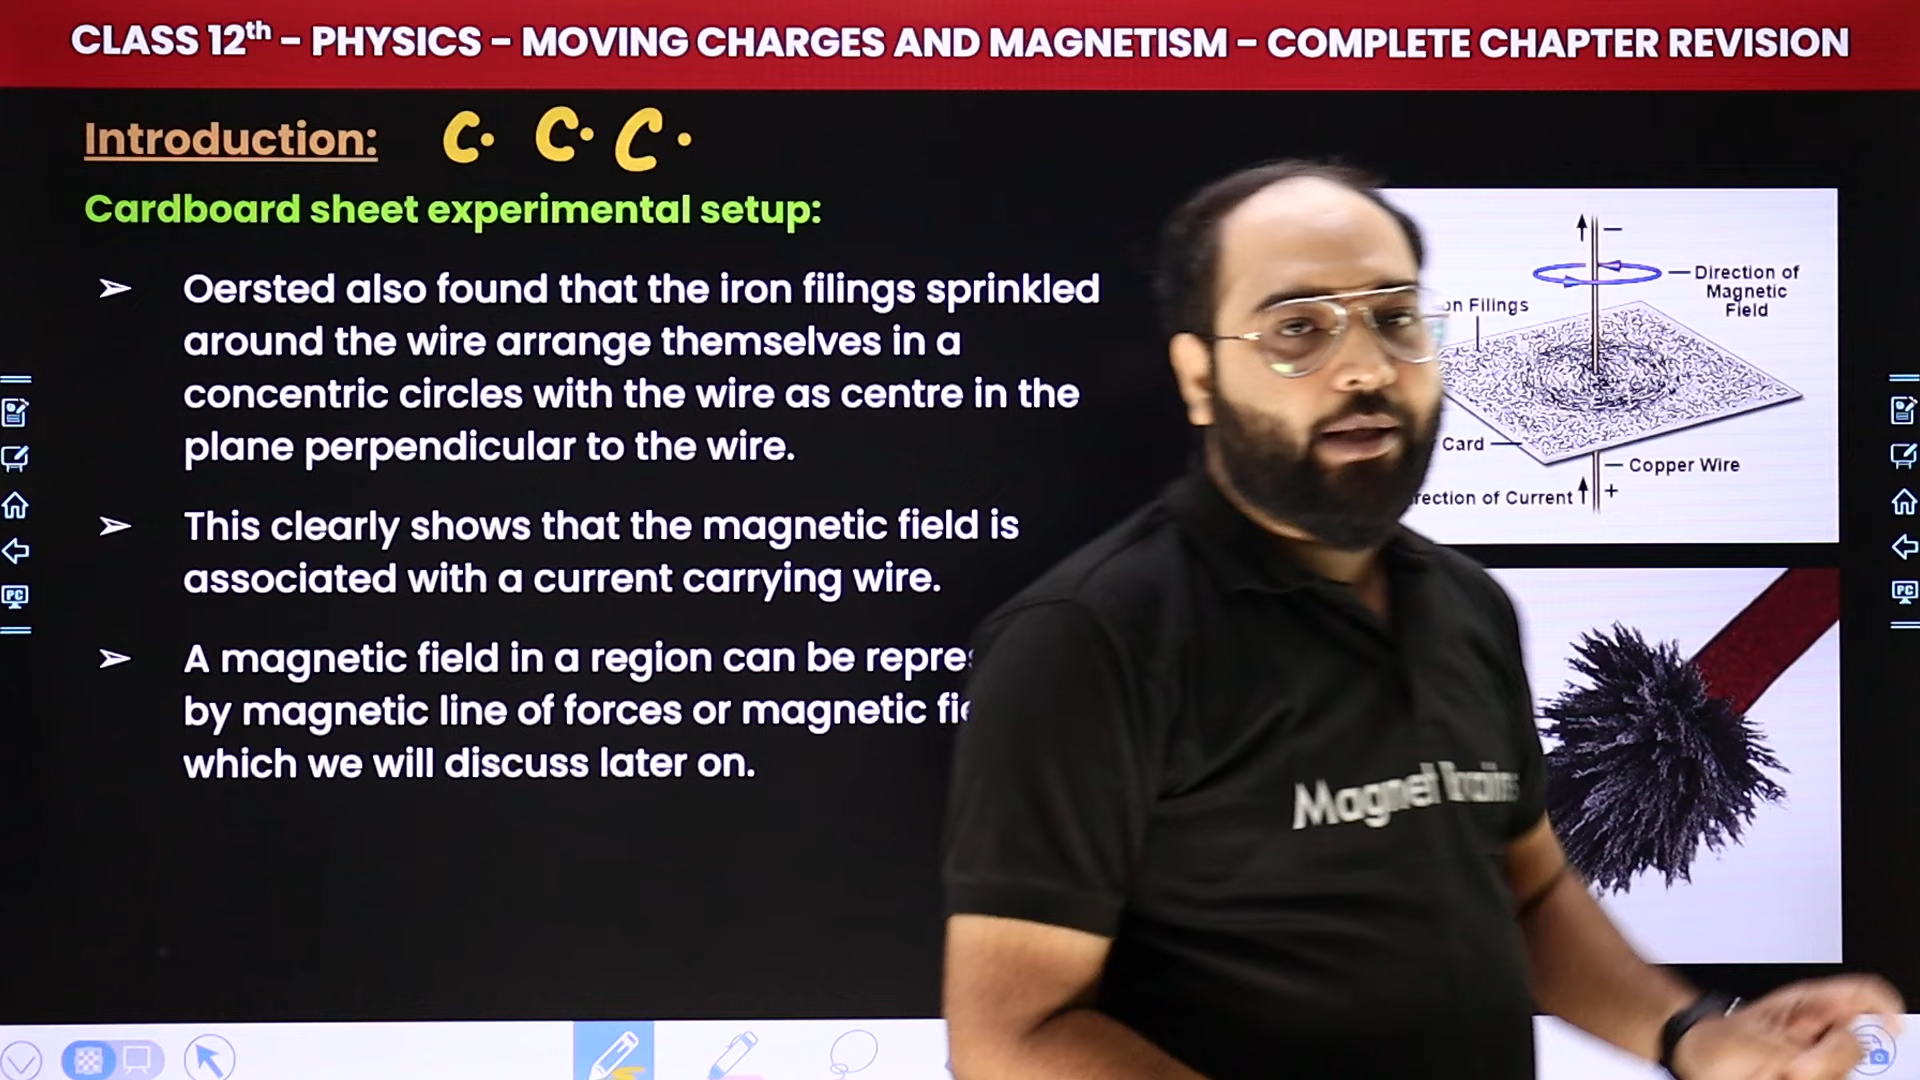 CLASS 12th – PHYSICS – MOVING CHARGES AND MAGNETISM – COMPLETE CHAPTER REVISION
Introduction: C. C. C.
Cardboard sheet experimental setup:
➢ Oersted also found that the iron filings sprinkled
around the wire arrange themselves in a
concentric circles with the wire as centre in the
plane perpendicular to the wire.
➢ This clearly shows that the magnetic field is
associated with a current carrying wire.
➢ A magnetic field in a region can be
by magnetic line of forces or magnetic
which we will discuss later on.
–
Direction of
Magnetic
Field
Filings
Card
Copper Wire
of Current +
Magnet Brains
PC
PC